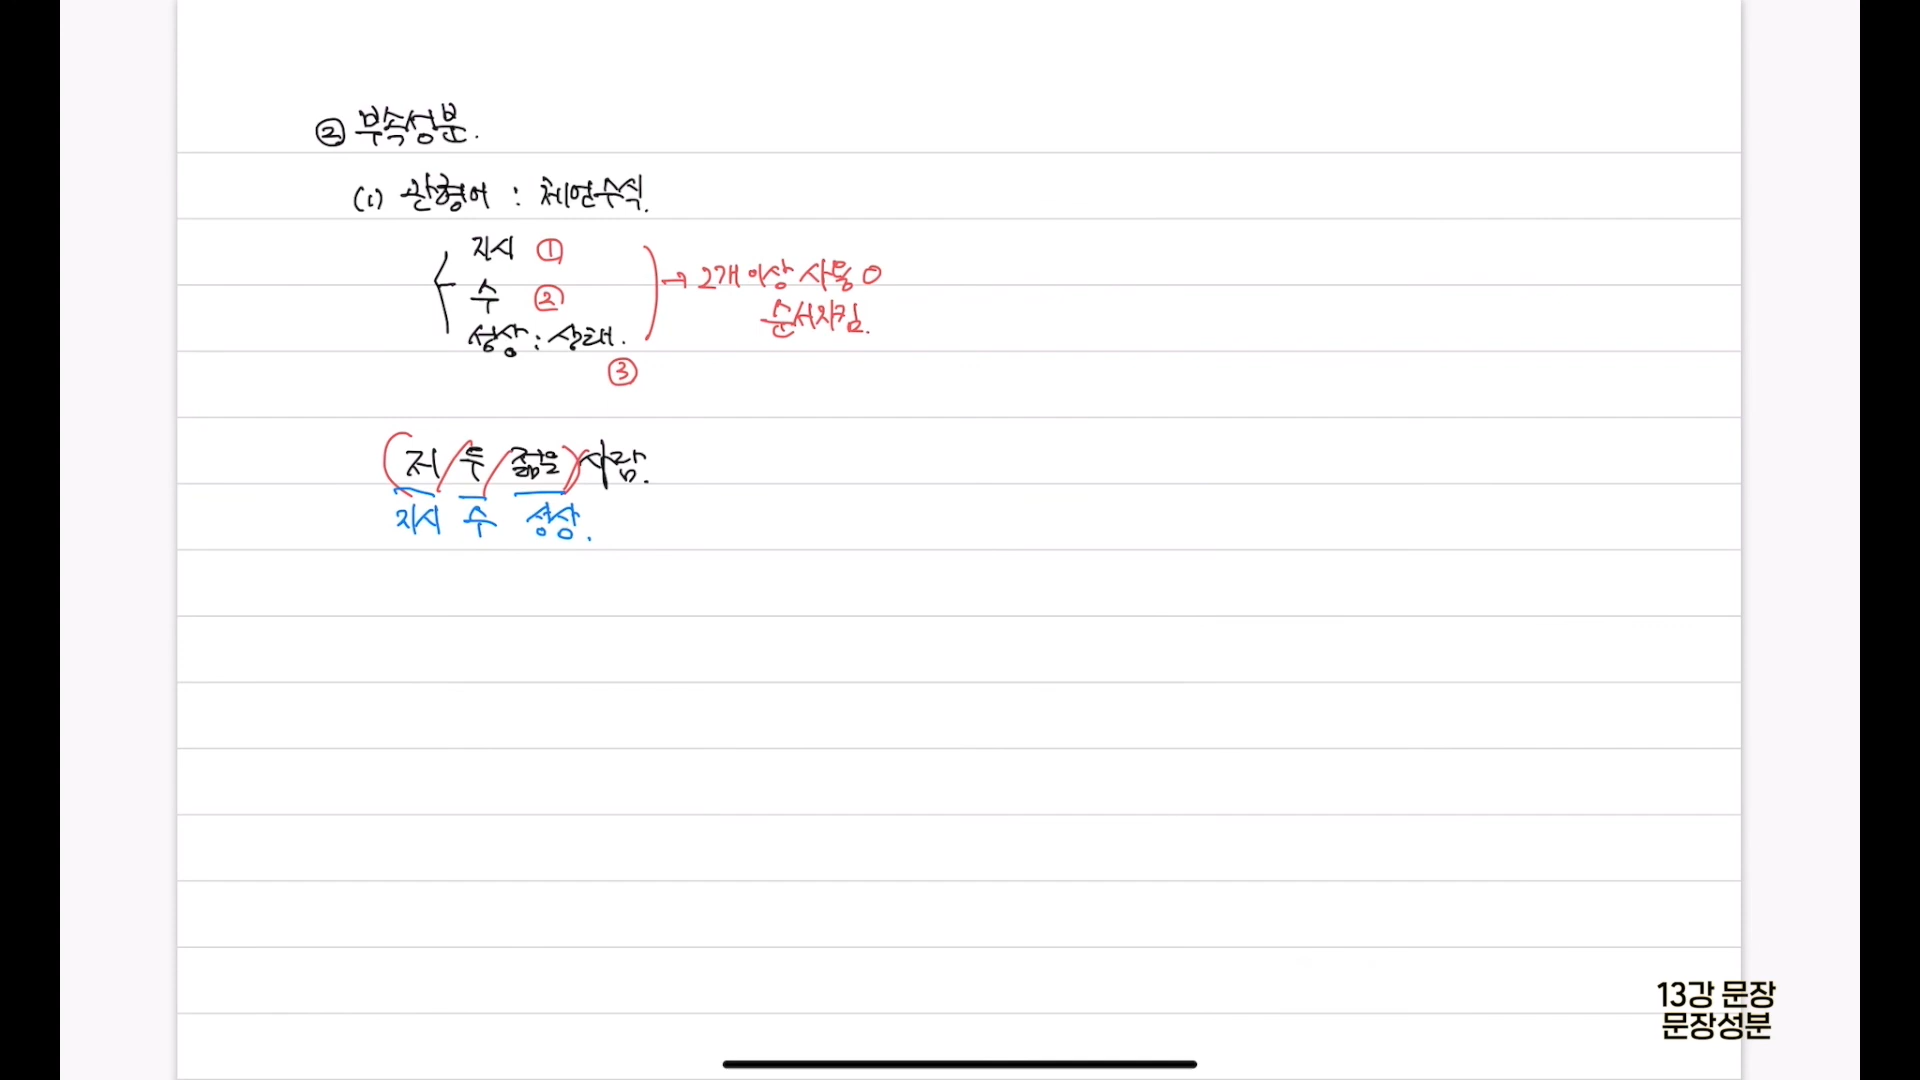 ② 부속성분.
(1) 관형어 : 체언수식.
지시 ①
수 ②
성상 : 상태.
③
→ 2개 이상 사용 O
순서지킴.
(저 / 두 / 젊은) 사람.
지시 수 성상.
13강 문장
문장성분